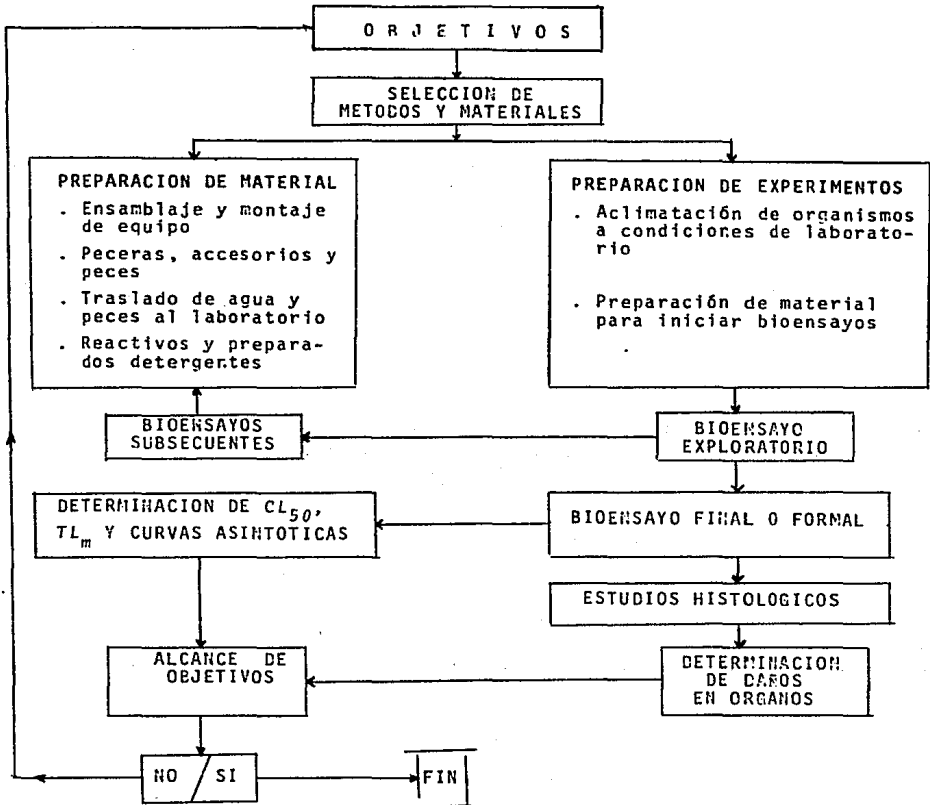 OBJETIVOS
SELECCION DE
METODOS Y MATERIALES
PREPARACION DE MATERIAL
. Ensamblaje y montaje
de equipo
. Peceras, accesorios y
peces
. Traslado de agua y
peces al laboratorio
. Reactivos y prepara-
dos detergentes
PREPARACION DE EXPERIMENTOS
. Aclimatación de organismos
a condiciones de laborato-
rio
. Preparación de material
para iniciar bioensayos
BIOENSAYOS
SUBSECUENTES
BIOENSAYO
EXPLORATORIO
DETERMINACION DE CL50,
TLm Y CURVAS ASINTOTICAS
BIOENSAYO FINAL O FORMAL
ESTUDIOS HISTOLOGICOS
ALCANCE DE
OBJETIVOS
DETERMINACION
DE DAÑOS
EN ORGANOS
NO / SI
FIN